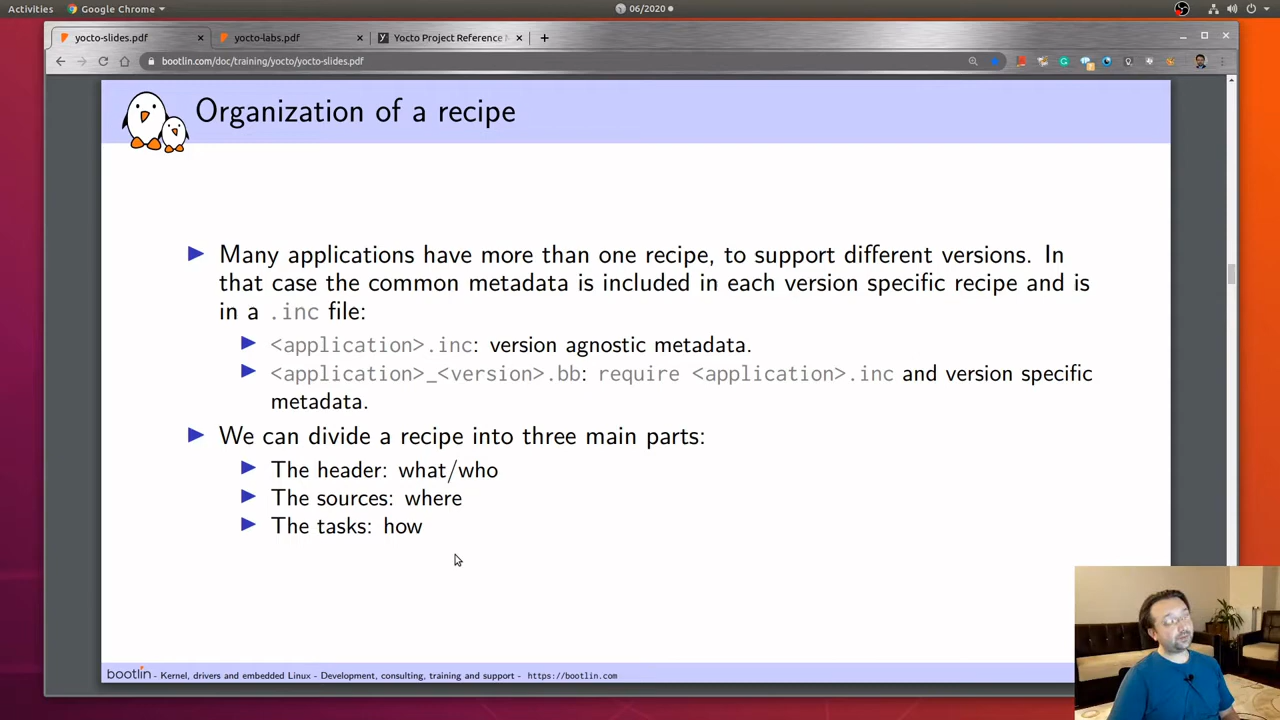 Activities
Google Chrome
06/2020
yocto-slides.pdf
yocto-labs.pdf
Yocto Project Reference
bootlin.com/doc/training/yocto/yocto-slides.pdf
Organization of a recipe
Many applications have more than one recipe, to support different versions. In
that case the common metadata is included in each version specific recipe and is
in a .inc file:
<application>.inc: version agnostic metadata.
<application>_<version>.bb: require <application>.inc and version specific
metadata.
We can divide a recipe into three main parts:
The header: what/who
The sources: where
The tasks: how
bootlin - Kernel, drivers and embedded Linux - Development, consulting, training and support - https://bootlin.com